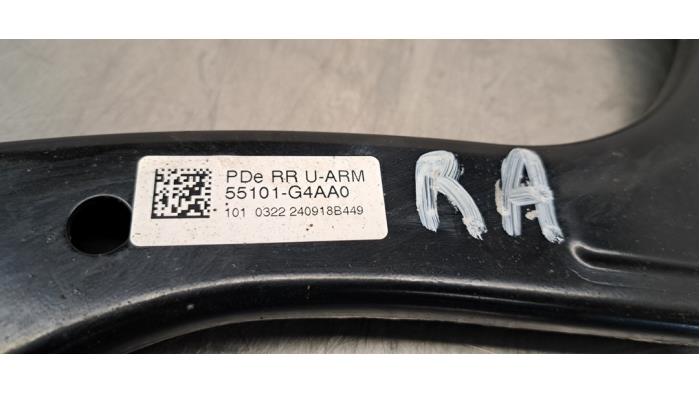 PDe RR U-ARM
55101-G4AA0
101 0322 240918B449
RA